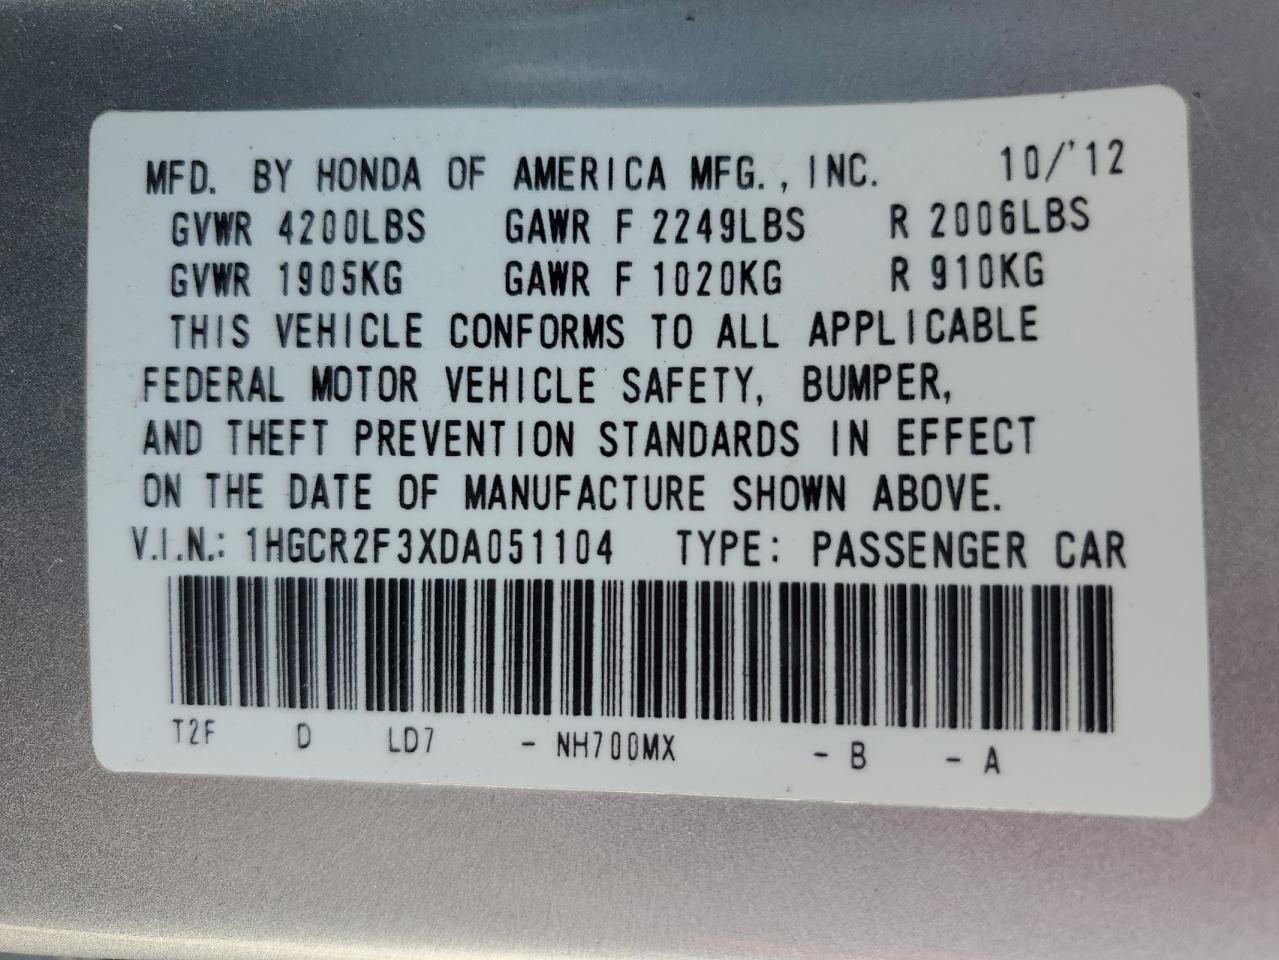 MFD. BY HONDA OF AMERICA MFG., INC. 10/'12
GVWR 4200LBS GAWR F 2249LBS R 2006LBS
GVWR 1905KG GAWR F 1020KG R 910KG
THIS VEHICLE CONFORMS TO ALL APPLICABLE
FEDERAL MOTOR VEHICLE SAFETY, BUMPER,
AND THEFT PREVENTION STANDARDS IN EFFECT
ON THE DATE OF MANUFACTURE SHOWN ABOVE.
V.I.N.: 1HGCR2F3XDA051104 TYPE: PASSENGER CAR
T2F D LD7 - NH700MX - B - A